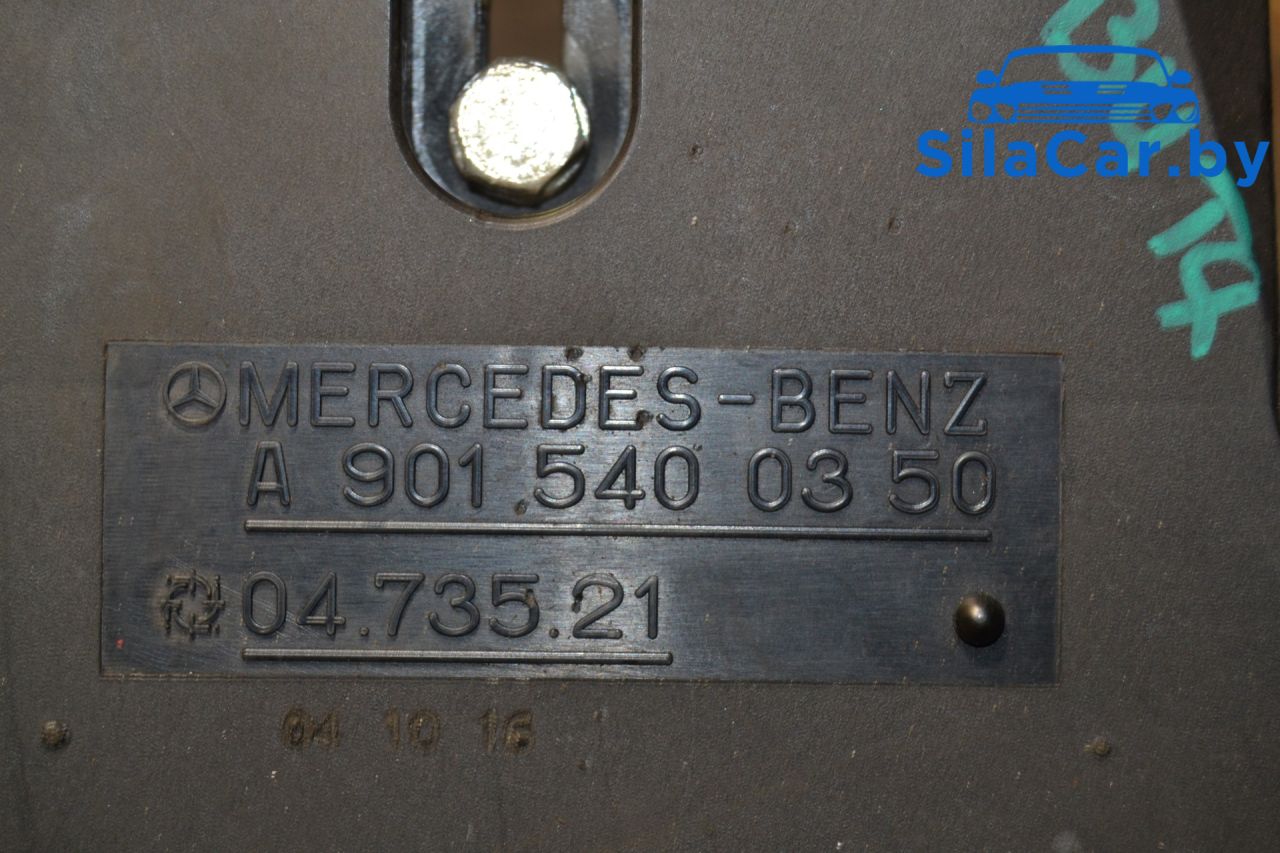 SilaCar.by
MERCEDES-BENZ
A 901 540 03 50
04.735.21
04 10 16